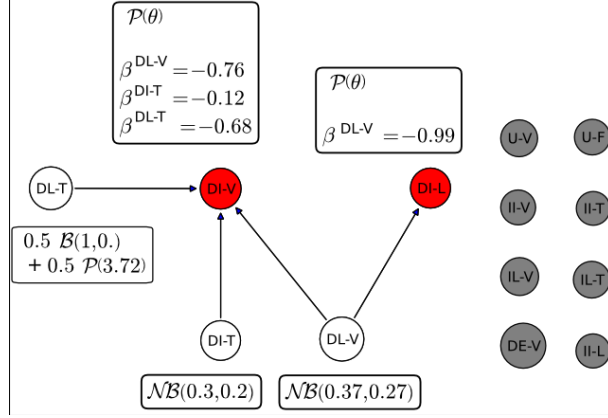 𝒫(θ)
β^DL-V =−0.76
β^DI-T =−0.12
β^DL-T =−0.68
𝒫(θ)
β^DL-V =−0.99
U-V
U-F
DL-T
DI-V
DI-L
II-V
II-T
0.5 ℬ(1,0.)
+ 0.5 𝒫(3.72)
IL-V
IL-T
DI-T
DL-V
DE-V
II-L
𝒩ℬ(0.3,0.2)
𝒩ℬ(0.37,0.27)